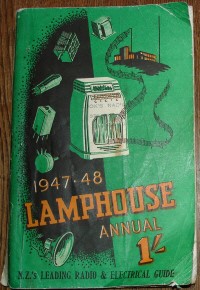 1947-48
LAMPHOUSE
ANNUAL
1/-
N.Z.'s LEADING RADIO & ELECTRICAL GUIDE